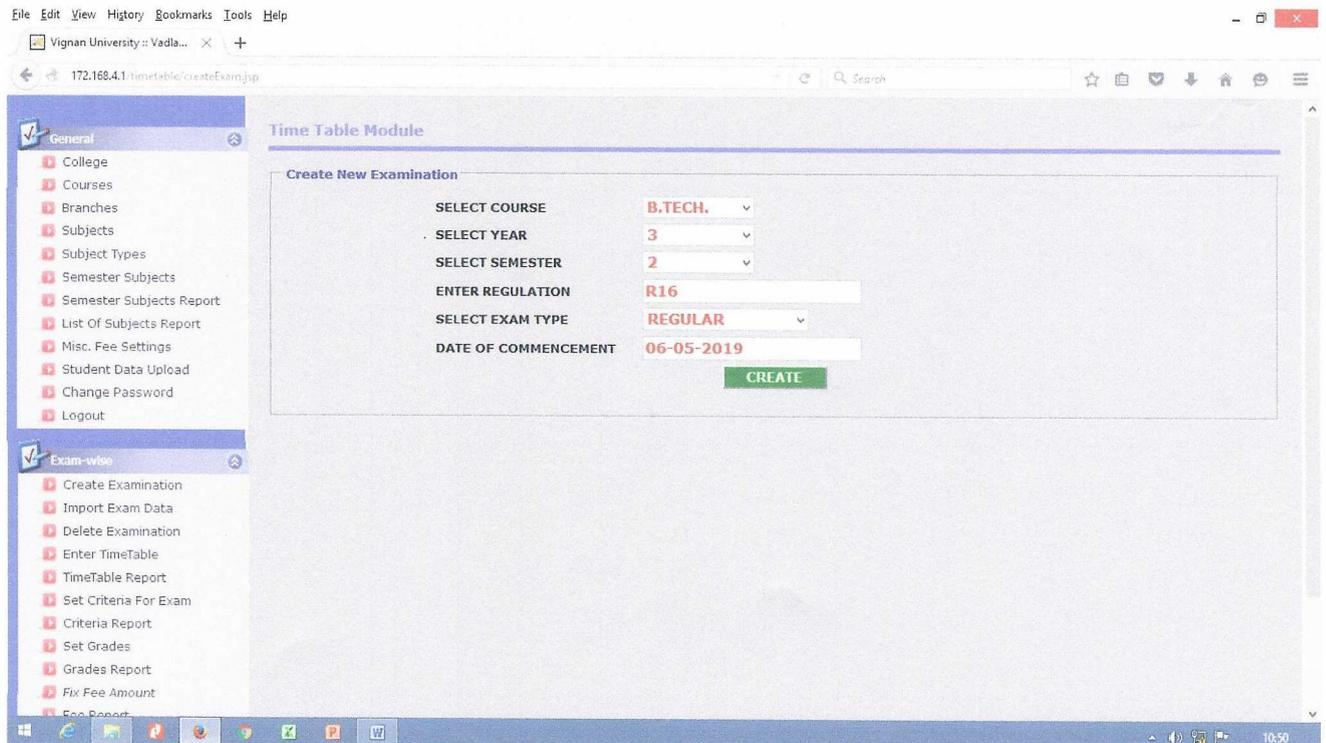 File Edit View History Bookmarks Tools Help
Vignan University :: Vadla...
172.168.4.1/timetable/createExam.jsp
Search
General
College
Courses
Branches
Subjects
Subject Types
Semester Subjects
Semester Subjects Report
List Of Subjects Report
Misc. Fee Settings
Student Data Upload
Change Password
Logout
Exam-wise
Create Examination
Import Exam Data
Delete Examination
Enter TimeTable
TimeTable Report
Set Criteria For Exam
Criteria Report
Set Grades
Grades Report
Fix Fee Amount
Fee Report
Time Table Module
Create New Examination
SELECT COURSE B.TECH.
SELECT YEAR 3
SELECT SEMESTER 2
ENTER REGULATION R16
SELECT EXAM TYPE REGULAR
DATE OF COMMENCEMENT 06-05-2019
CREATE
10:50